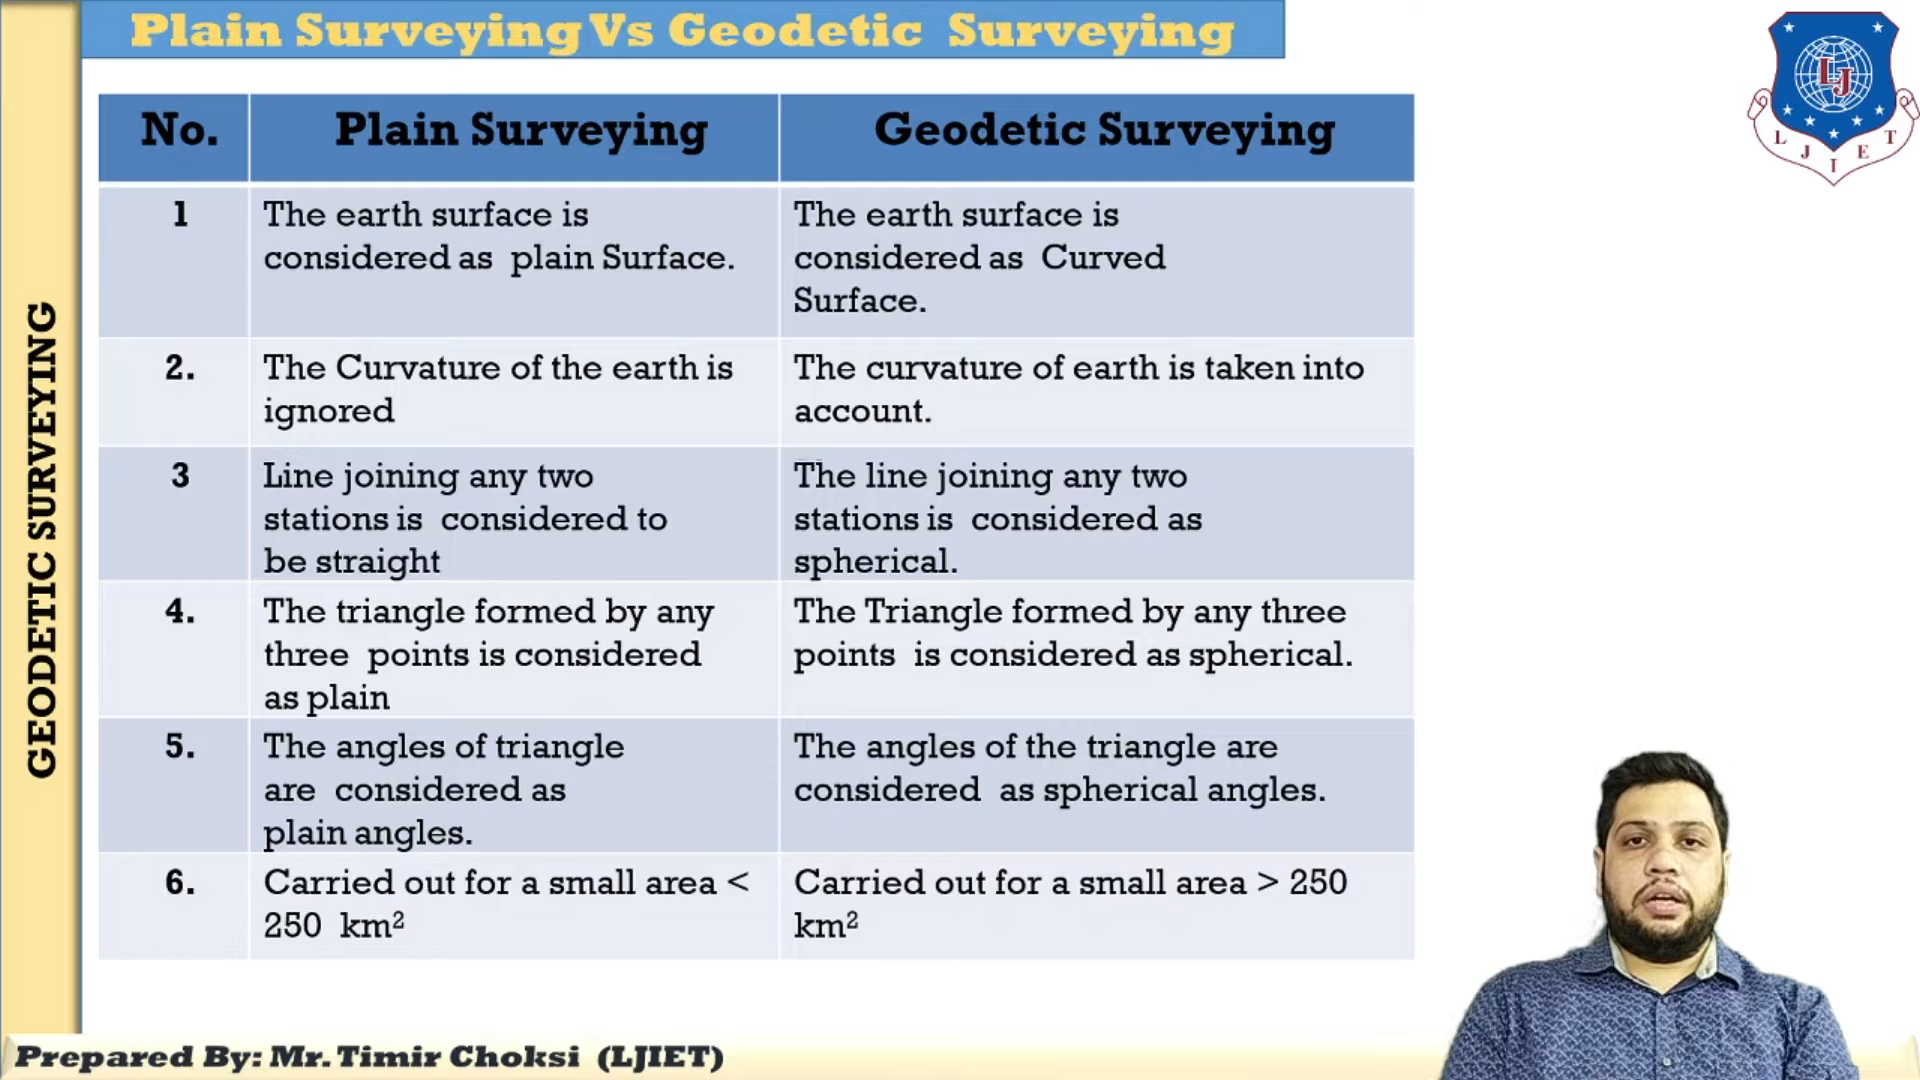 Plain Surveying Vs Geodetic Surveying
L J I E T
LJ
GEODETIC SURVEYING
No. Plain Surveying Geodetic Surveying
1
The earth surface is
considered as plain Surface.
The earth surface is
considered as Curved
Surface.
2.
The Curvature of the earth is
ignored
The curvature of earth is taken into
account.
3
Line joining any two
stations is considered to
be straight
The line joining any two
stations is considered as
spherical.
4.
The triangle formed by any
three points is considered
as plain
The Triangle formed by any three
points is considered as spherical.
5.
The angles of triangle
are considered as
plain angles.
The angles of the triangle are
considered as spherical angles.
6.
Carried out for a small area <
250 km²
Carried out for a small area > 250
km²
Prepared By: Mr. Timir Choksi (LJIET)